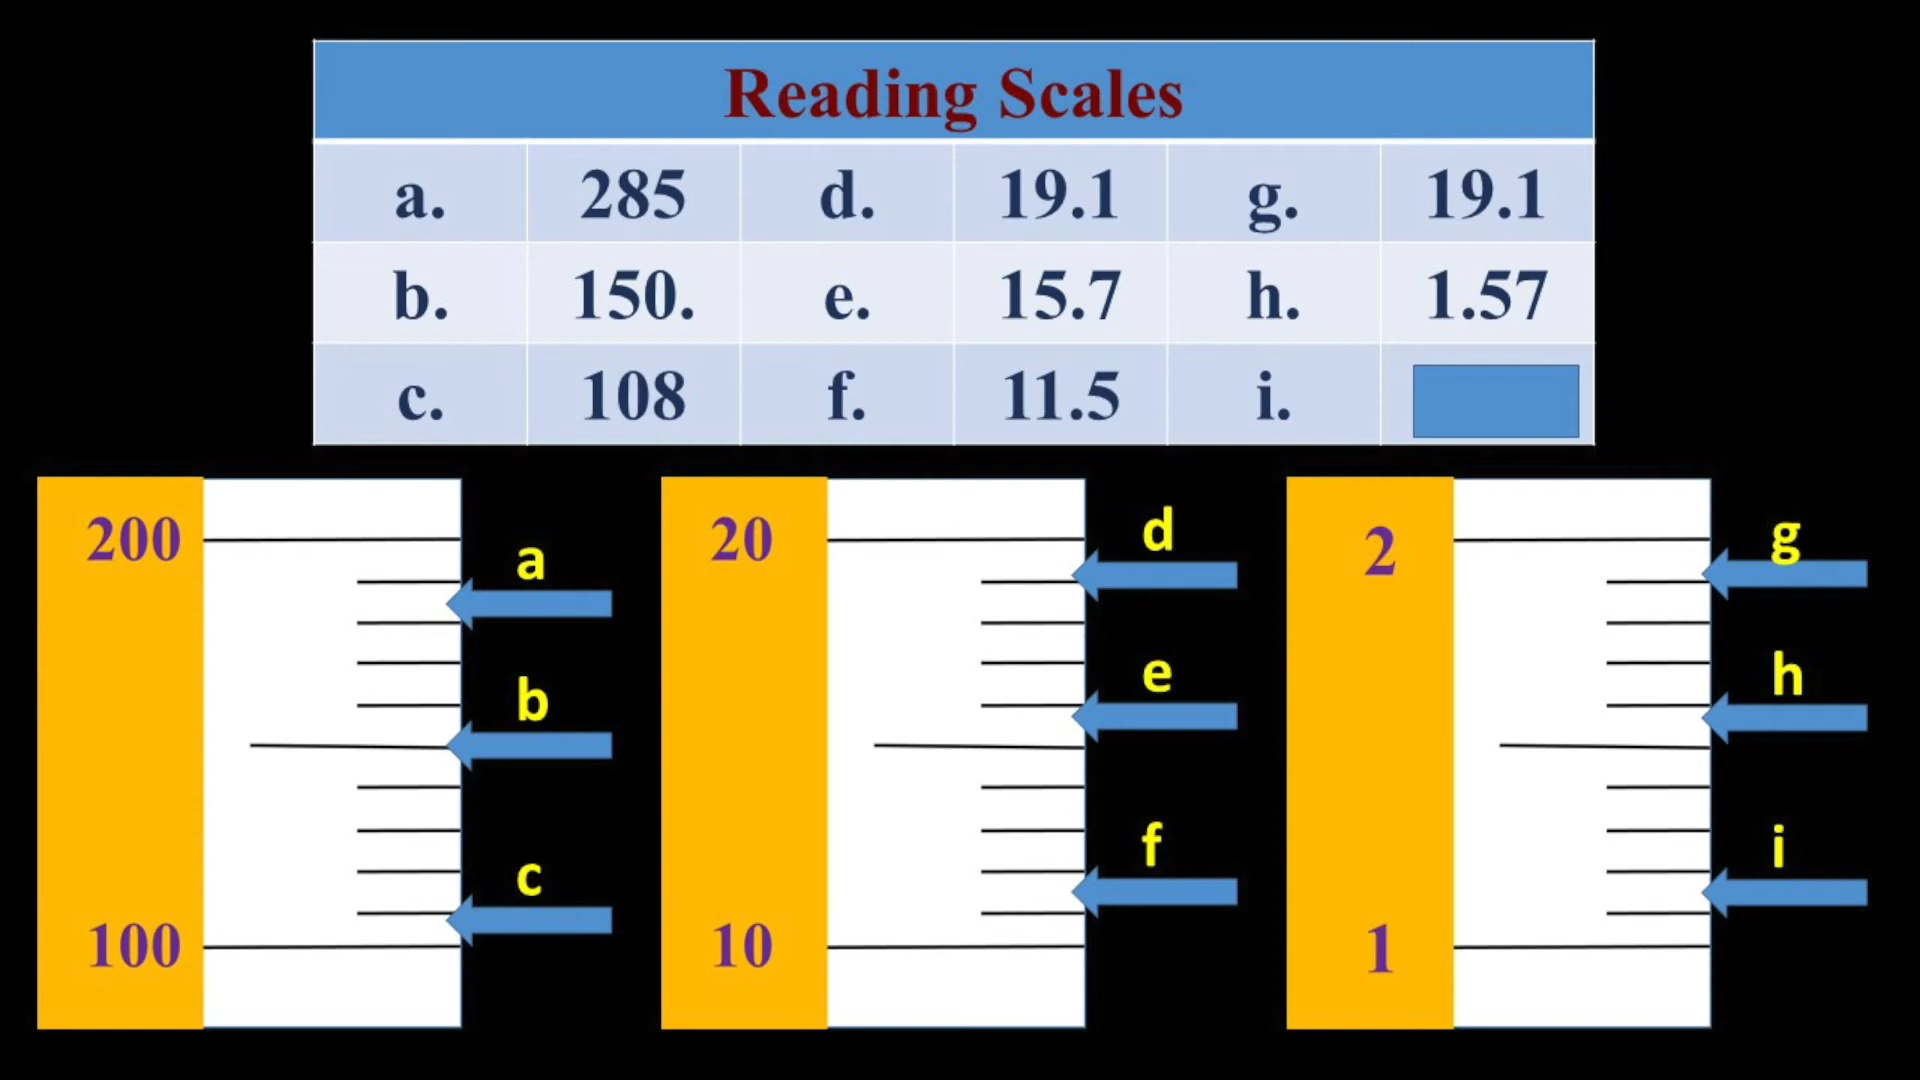 Reading Scales
a. 285 d. 19.1 g. 19.1
b. 150. e. 15.7 h. 1.57
c. 108 f. 11.5 i.
200
a
b
c
100
20
d
e
f
10
2
g
h
i
1